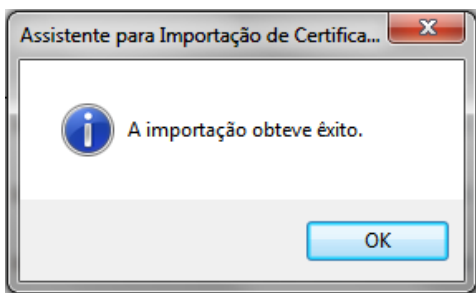 Assistente para Importação de Certifica...
A importação obteve êxito.
OK